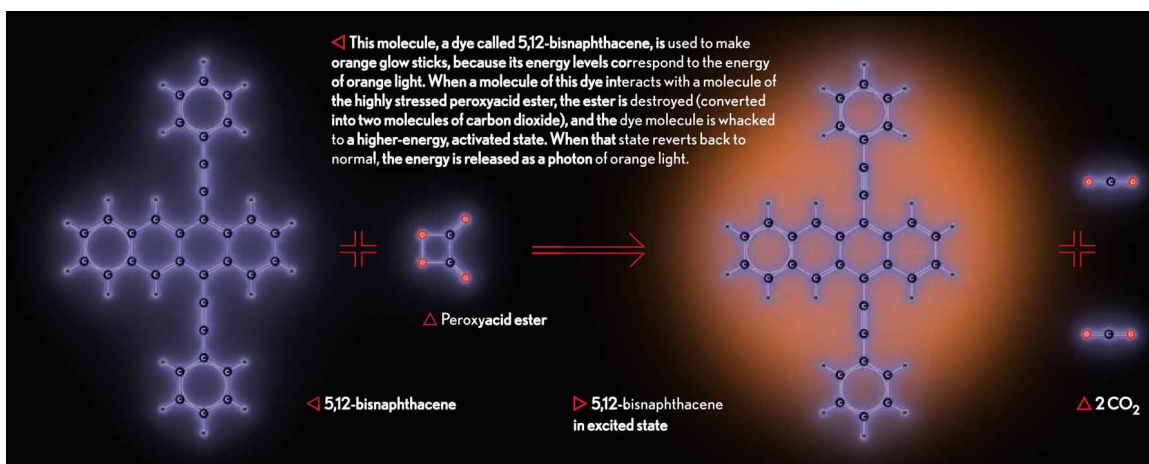 ◁ This molecule, a dye called 5,12-bisnaphthacene, is used to make
orange glow sticks, because its energy levels correspond to the energy
of orange light. When a molecule of this dye interacts with a molecule of
the highly stressed peroxyacid ester, the ester is destroyed (converted
into two molecules of carbon dioxide), and the dye molecule is whacked
to a higher-energy, activated state. When that state reverts back to
normal, the energy is released as a photon of orange light.
△ Peroxyacid ester
◁ 5,12-bisnaphthacene
▷ 5,12-bisnaphthacene
in excited state
△ 2 CO₂